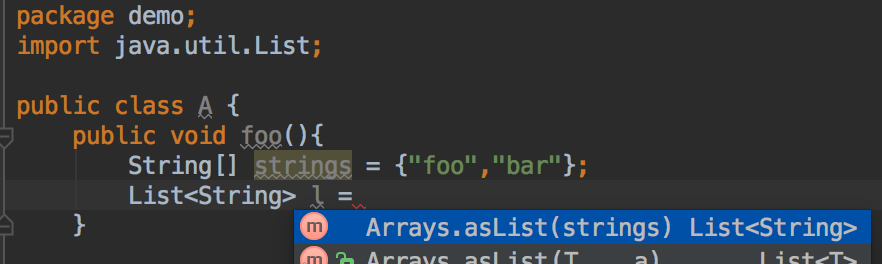 package demo;
import java.util.List;
public class A {
public void foo(){
String[] strings = {"foo","bar"};
List<String> l =
m Arrays.asList(strings) List<String>
}
m Arrays.asList(T... a) List<T>